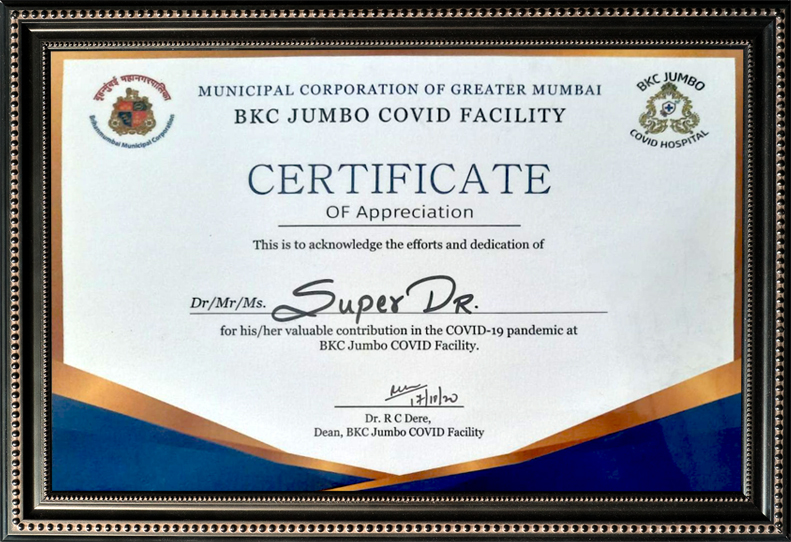 बृहन्मुंबई महानगरपालिका
Brihanmumbai Municipal Corporation
MUNICIPAL CORPORATION OF GREATER MUMBAI
BKC JUMBO COVID FACILITY
BKC JUMBO
COVID HOSPITAL
CERTIFICATE
OF Appreciation
This is to acknowledge the efforts and dedication of
Dr/Mr/Ms. Super DR.
for his/her valuable contribution in the COVID-19 pandemic at
BKC Jumbo COVID Facility.
17/10/20
Dr. R C Dere,
Dean, BKC Jumbo COVID Facility